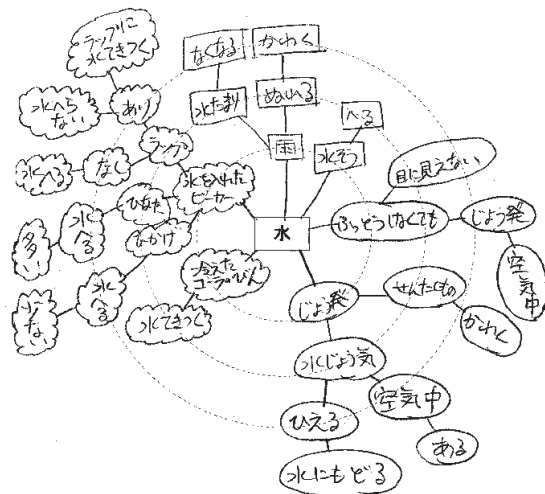 ラップに
水てきつく
水へら
ない
あり
水へる
なし
ラップ
多い
水
へる
ひなた
少ない
水
へる
ひかげ
水を入れた
ビーカー
冷えた
コーラのびん
水てきつく
なくなる
水たまり
かわく
ぬれる
雨
へる
水そう
水
目に見えない
ふっとうしなくても
じょう発
空気中
じょう発
せんたくもの
かわく
水じょう気
空気中
ある
ひえる
水にもどる